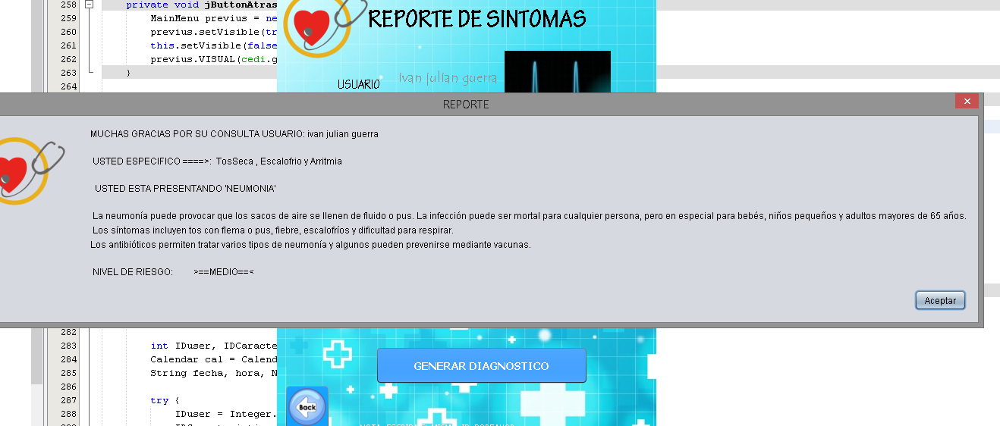 258 private void jButtonAtras
259 MainMenu previus = ne
260 previus.setVisible(tr
261 this.setVisible(false
262 previus.VISUAL(cedi.g
263 }
264
REPORTE DE SINTOMAS
USUARIO ivan julian guerra
REPORTE
MUCHAS GRACIAS POR SU CONSULTA USUARIO: ivan julian guerra
USTED ESPECIFICO ====>: TosSeca , Escalofrio y Arritmia
USTED ESTA PRESENTANDO 'NEUMONIA'
La neumonía puede provocar que los sacos de aire se llenen de fluido o pus. La infección puede ser mortal para cualquier persona, pero en especial para bebés, niños pequeños y adultos mayores de 65 años.
Los síntomas incluyen tos con flema o pus, fiebre, escalofríos y dificultad para respirar.
Los antibióticos permiten tratar varios tipos de neumonía y algunos pueden prevenirse mediante vacunas.
NIVEL DE RIESGO: >==MEDIO==<
Aceptar
282
283 int IDuser, IDCaracte
284 Calendar cal = Calend
285 String fecha, hora, N
286
287 try {
288 IDuser = Integer.
GENERAR DIAGNOSTICO
Back